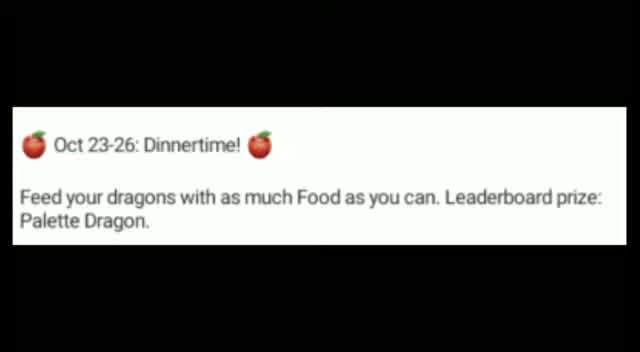 🍎 Oct 23-26: Dinnertime! 🍎
Feed your dragons with as much Food as you can. Leaderboard prize:
Palette Dragon.